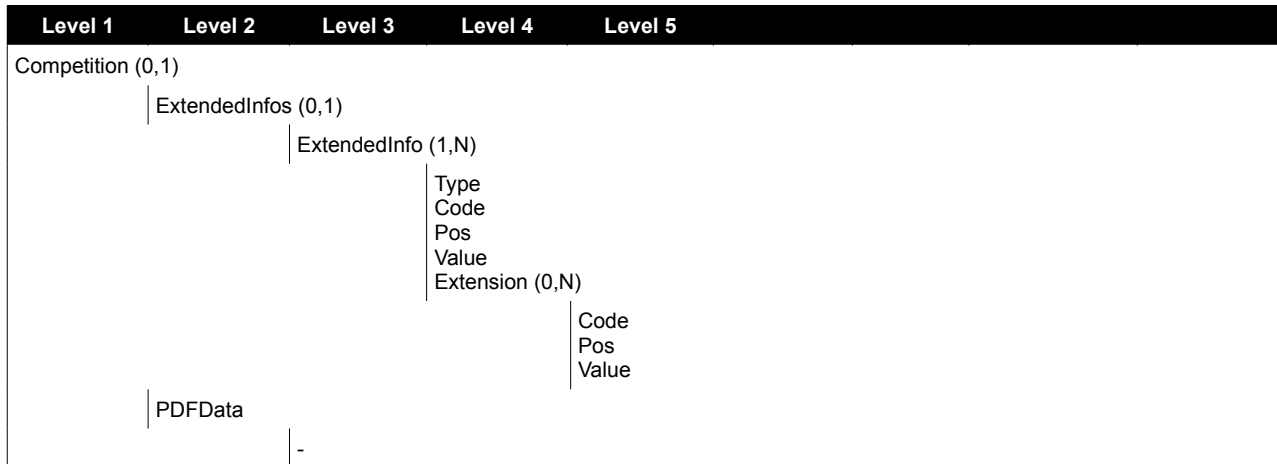 Level 1 Level 2 Level 3 Level 4 Level 5
Competition (0,1)
ExtendedInfos (0,1)
ExtendedInfo (1,N)
Type
Code
Pos
Value
Extension (0,N)
Code
Pos
Value
PDFData
-